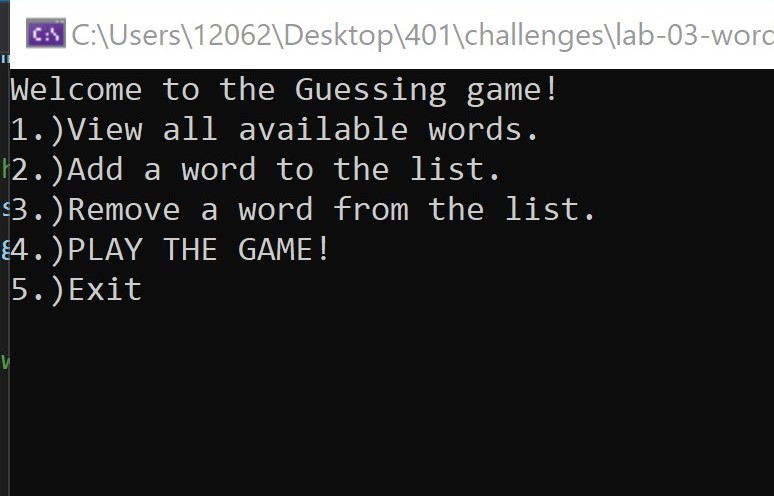 C:\Users\12062\Desktop\401\challenges\lab-03-word
Welcome to the Guessing game!
1.)View all available words.
2.)Add a word to the list.
3.)Remove a word from the list.
4.)PLAY THE GAME!
5.)Exit